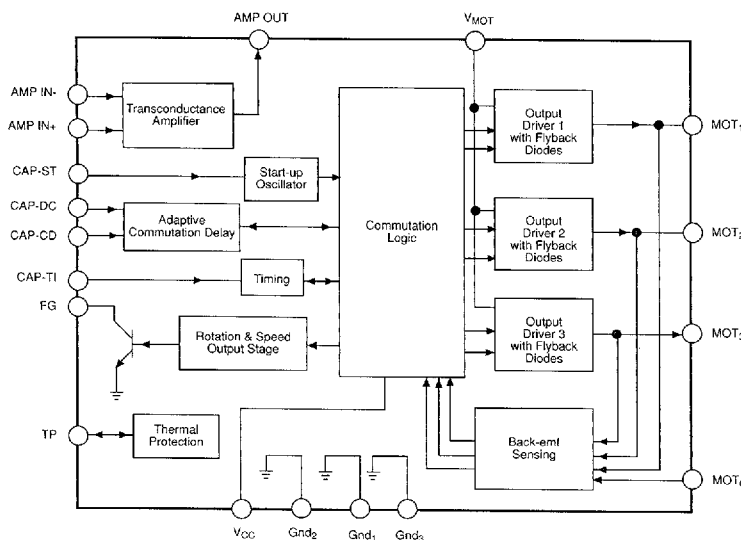 AMP OUT
VMOT
AMP IN-
AMP IN+
Transconductance
Amplifier
CAP-ST
Start-up
Oscillator
CAP-DC
CAP-CD
Adaptive
Commutation Delay
CAP-TI
Timing
FG
Rotation & Speed
Output Stage
TP
Thermal
Protection
Commutation
Logic
Output
Driver 1
with Flyback
Diodes
MOT1
Output
Driver 2
with Flyback
Diodes
MOT2
Output
Driver 3
with Flyback
Diodes
MOT3
Back-emf
Sensing
MOT
VCC
Gnd2
Gnd1
Gnd3